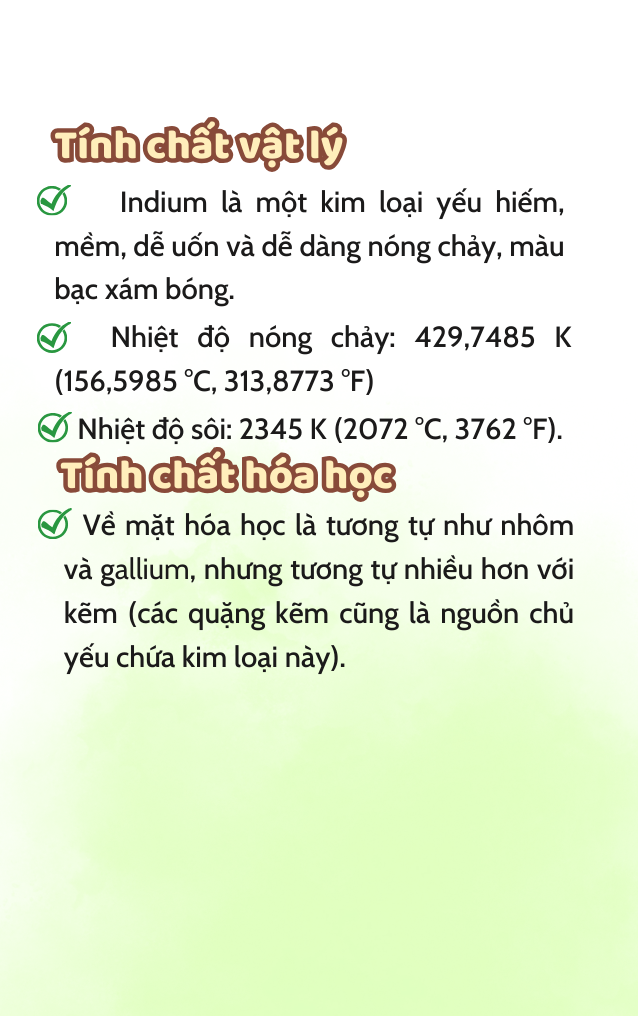 Tính chất vật lý
Indium là một kim loại yếu hiếm,
mềm, dễ uốn và dễ dàng nóng chảy, màu
bạc xám bóng.
Nhiệt độ nóng chảy: 429,7485 K
(156,5985 °C, 313,8773 °F)
Nhiệt độ sôi: 2345 K (2072 °C, 3762 °F).
Tính chất hóa học
Về mặt hóa học là tương tự như nhôm
và gallium, nhưng tương tự nhiều hơn với
kẽm (các quặng kẽm cũng là nguồn chủ
yếu chứa kim loại này).